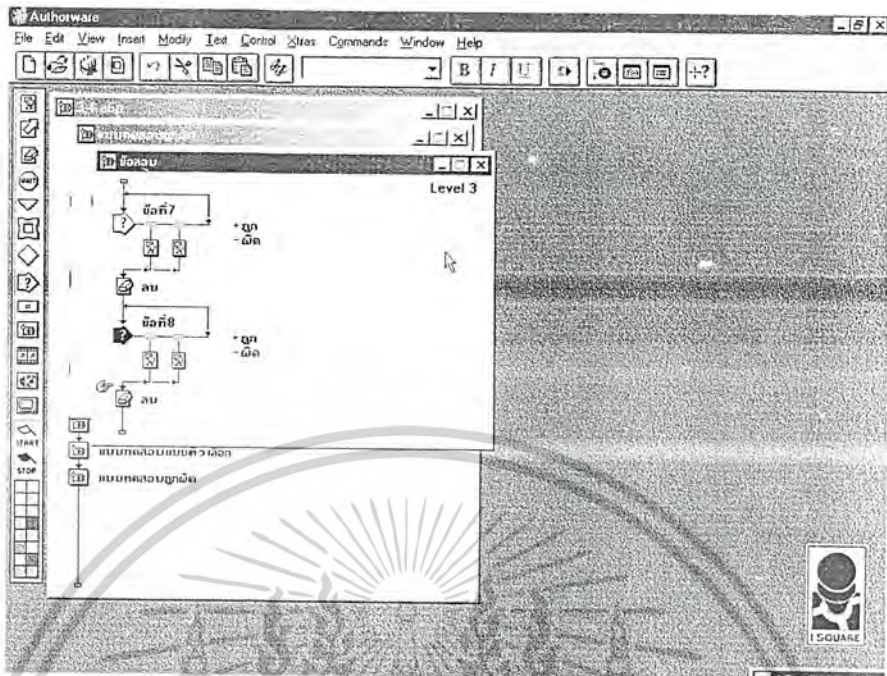 Authorware
File Edit View Insert Modify Text Control Xtras Commands Window Help
B I U
ข้อสอบ
Level 3
ข้อที่7
+ ถูก
- ผิด
ลบ
ข้อที่8
+ ถูก
- ผิด
ลบ
START
แบบทดสอบแบบตัวเลือก
STOP
แบบทดสอบถูกผิด
I SQUARE